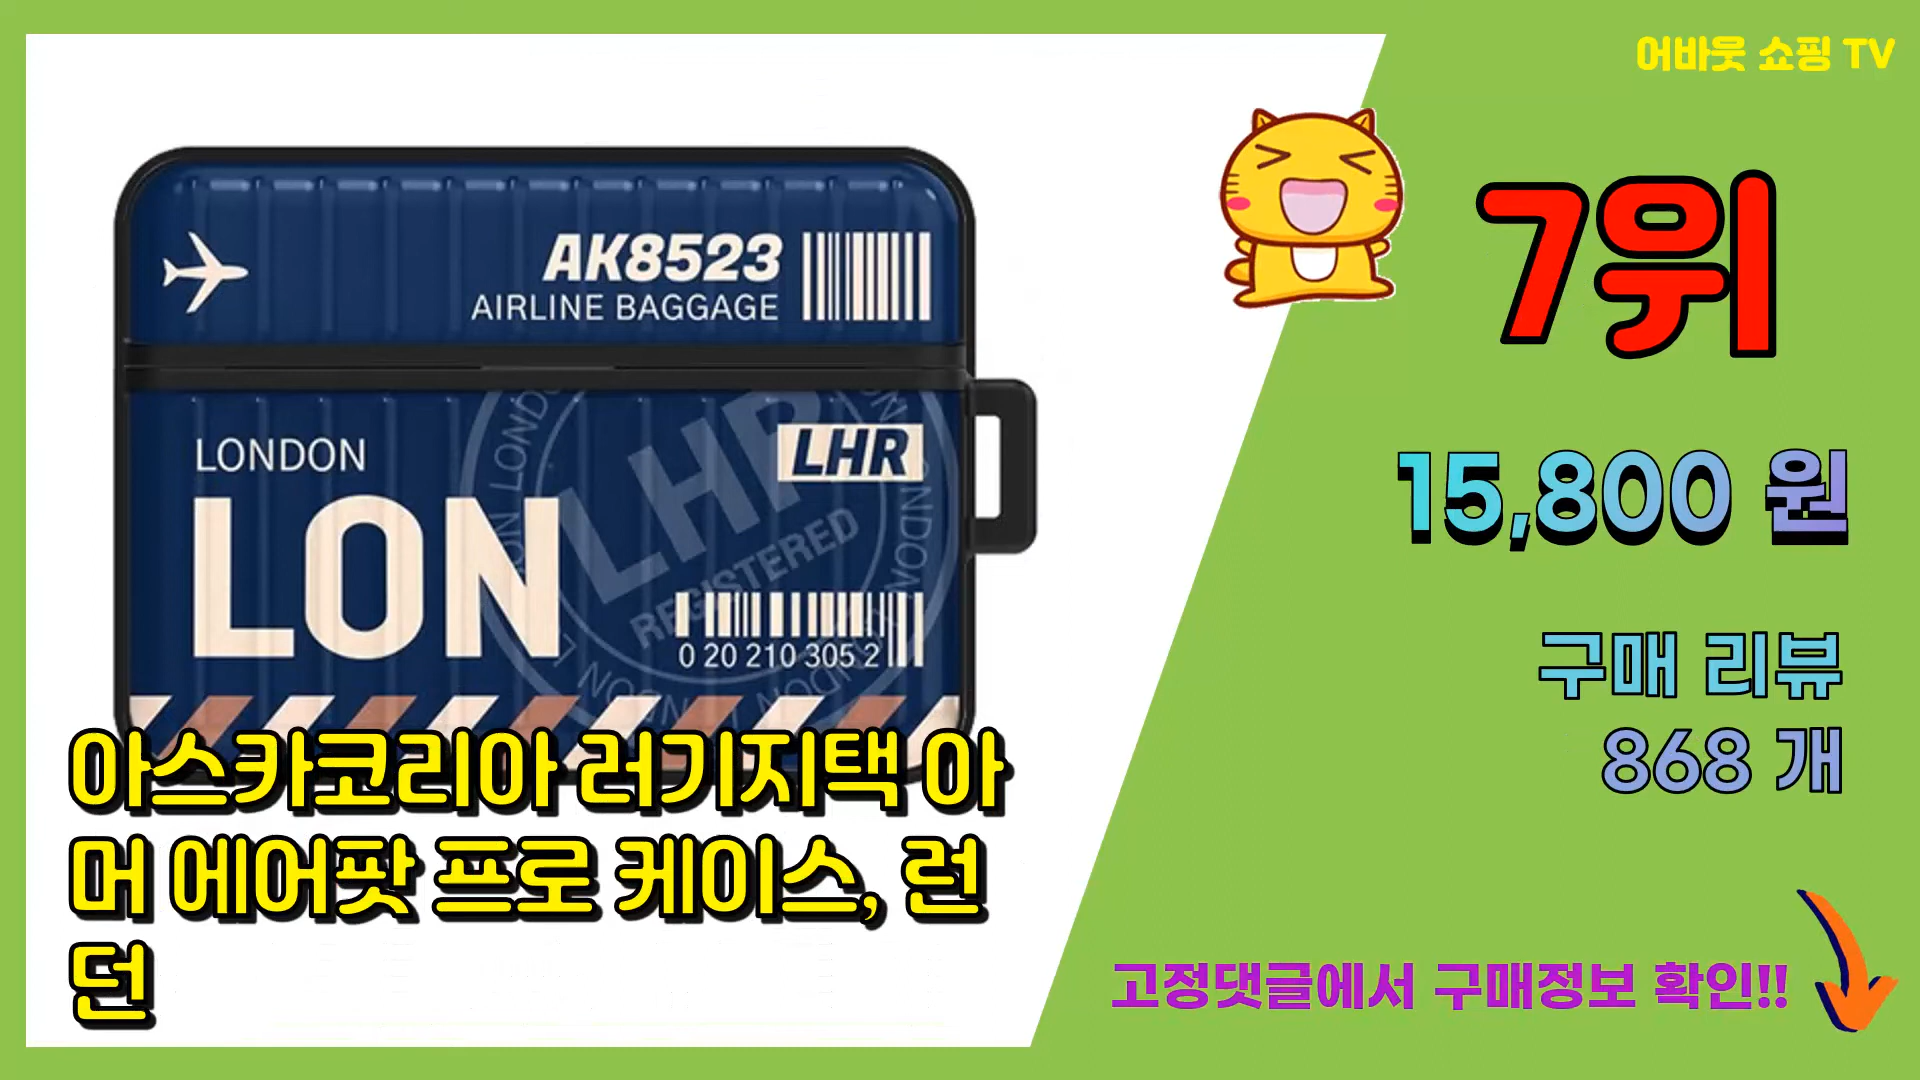 어바웃 쇼핑 TV
7위
15,800 원
구매 리뷰
868 개
고정댓글에서 구매정보 확인!!
AK8523
AIRLINE BAGGAGE
LONDON
LHR
LON
LHR
REGISTERED
0 20 210 305 2
아스카코리아 러기지택 아
머 에어팟 프로 케이스, 런
던